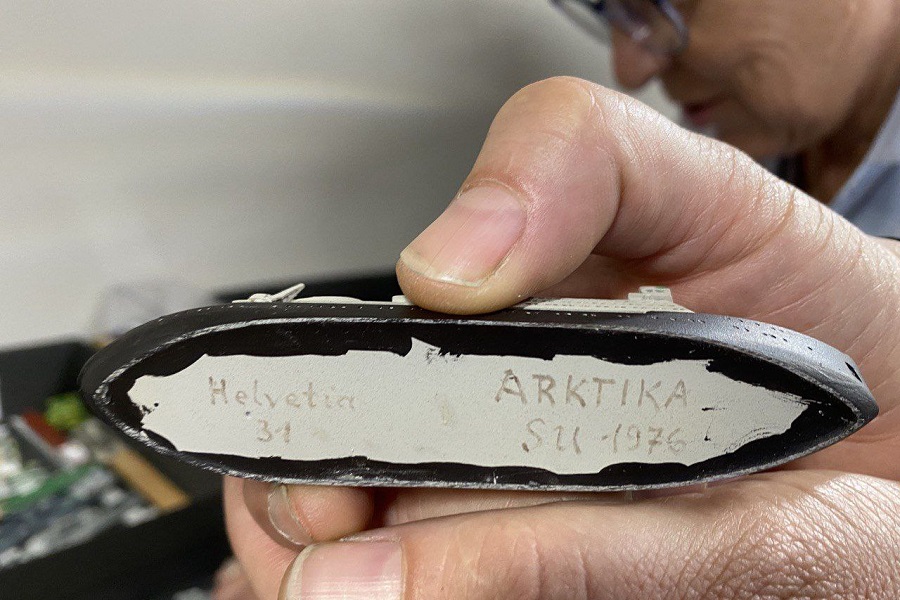 Helvetia
31
ARKTIKA
SU 1976